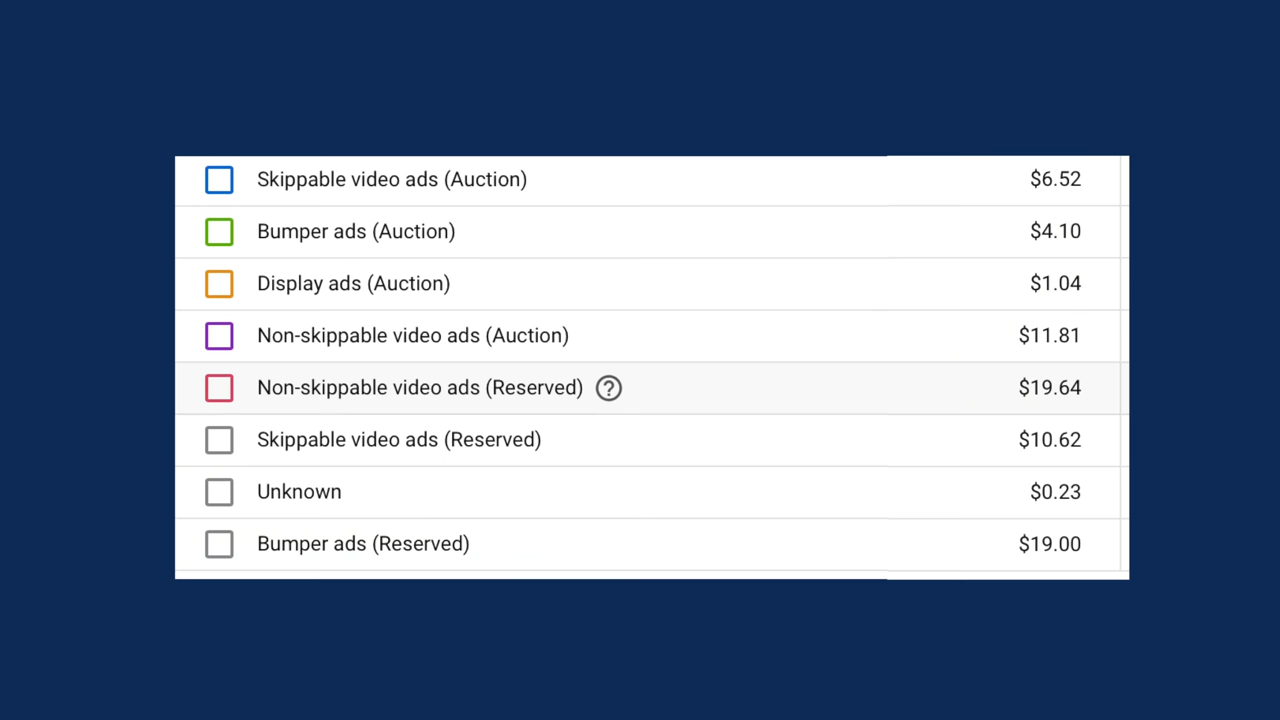 Skippable video ads (Auction) $6.52
Bumper ads (Auction) $4.10
Display ads (Auction) $1.04
Non-skippable video ads (Auction) $11.81
Non-skippable video ads (Reserved) ? $19.64
Skippable video ads (Reserved) $10.62
Unknown $0.23
Bumper ads (Reserved) $19.00